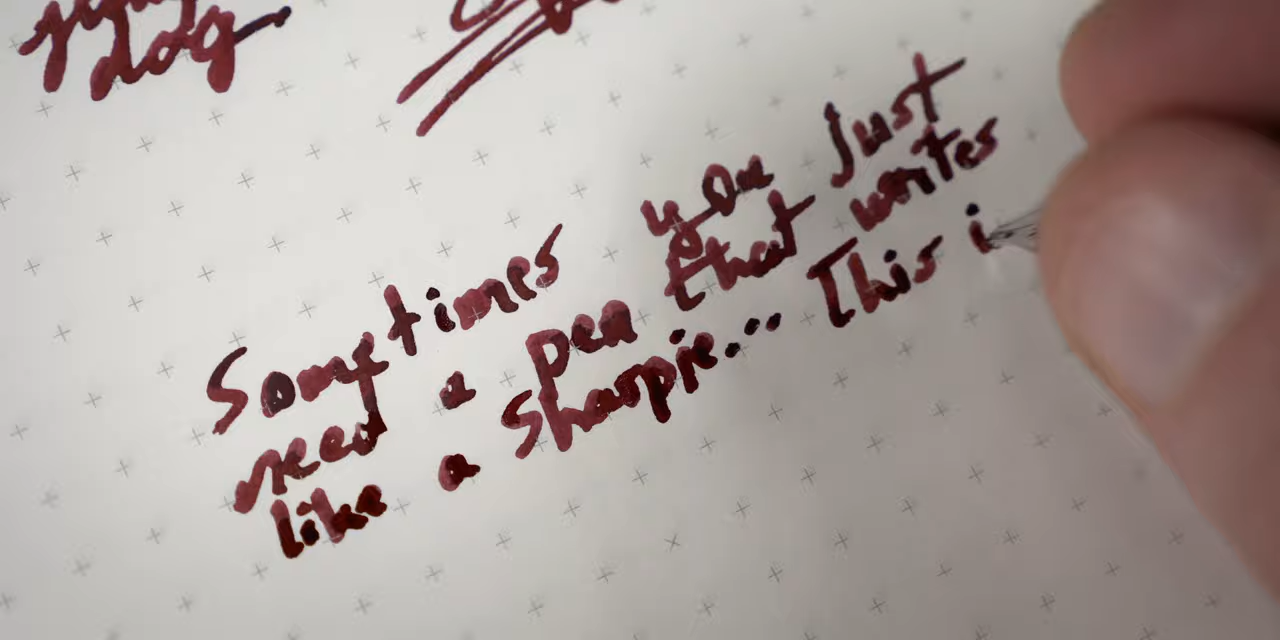 dog
Sometimes you just
need a pen that writes
like a Sharpie... This i